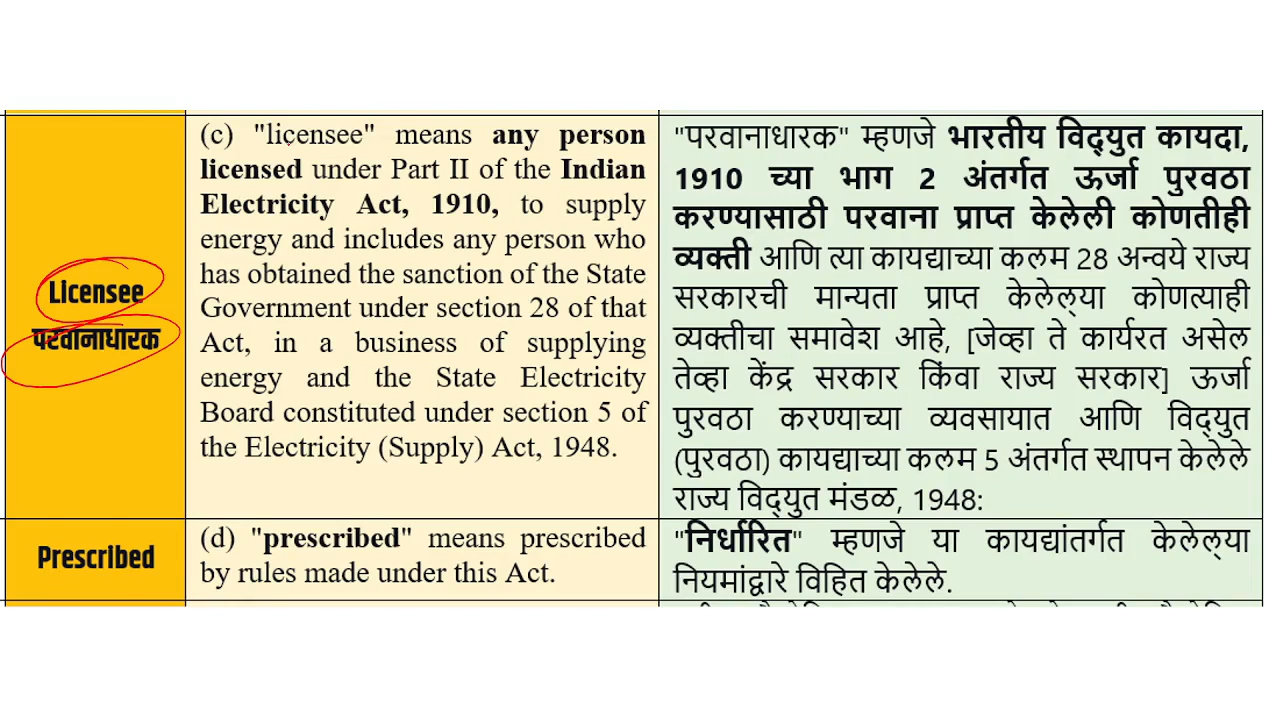 Licensee
परवानाधारक
(c) "licensee" means any person
licensed under Part II of the Indian
Electricity Act, 1910, to supply
energy and includes any person who
has obtained the sanction of the State
Government under section 28 of that
Act, in a business of supplying
energy and the State Electricity
Board constituted under section 5 of
the Electricity (Supply) Act, 1948.
"परवानाधारक" म्हणजे भारतीय विद्‌युत कायदा,
1910 च्या भाग 2 अंतर्गत ऊर्जा पुरवठा
करण्यासाठी परवाना प्राप्त केलेली कोणतीही
व्यक्ती आणि त्या कायद्याच्या कलम 28 अन्वये राज्य
सरकारची मान्यता प्राप्त केलेल्‌या कोणत्याही
व्यक्तीचा समावेश आहे, [जेव्हा ते कार्यरत असेल
तेव्हा केंद्र सरकार किंवा राज्य सरकार] ऊर्जा
पुरवठा करण्याच्या व्यवसायात आणि विद्‌युत
(पुरवठा) कायद्याच्या कलम 5 अंतर्गत स्थापन केलेले
राज्य विद्‌युत मंडळ, 1948:
Prescribed
(d) "prescribed" means prescribed
by rules made under this Act.
"निर्धारित" म्हणजे या कायद्यांतर्गत केलेल्‌या
नियमांद्वारे विहित केलेले.